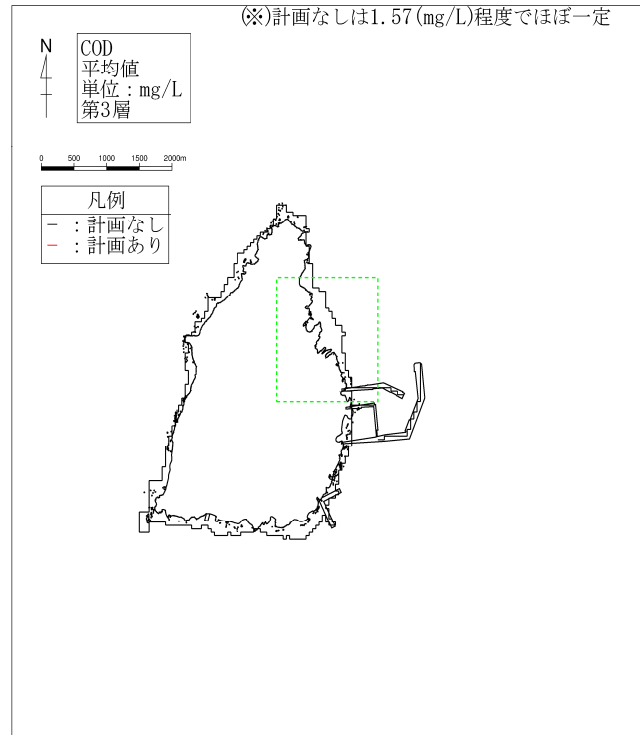 (※)計画なしは1.57(mg/L)程度でほぼ一定
N
COD
平均値
単位：mg/L
第3層
0 500 1000 1500 2000m
凡例
－ ：計画なし
－ ：計画あり